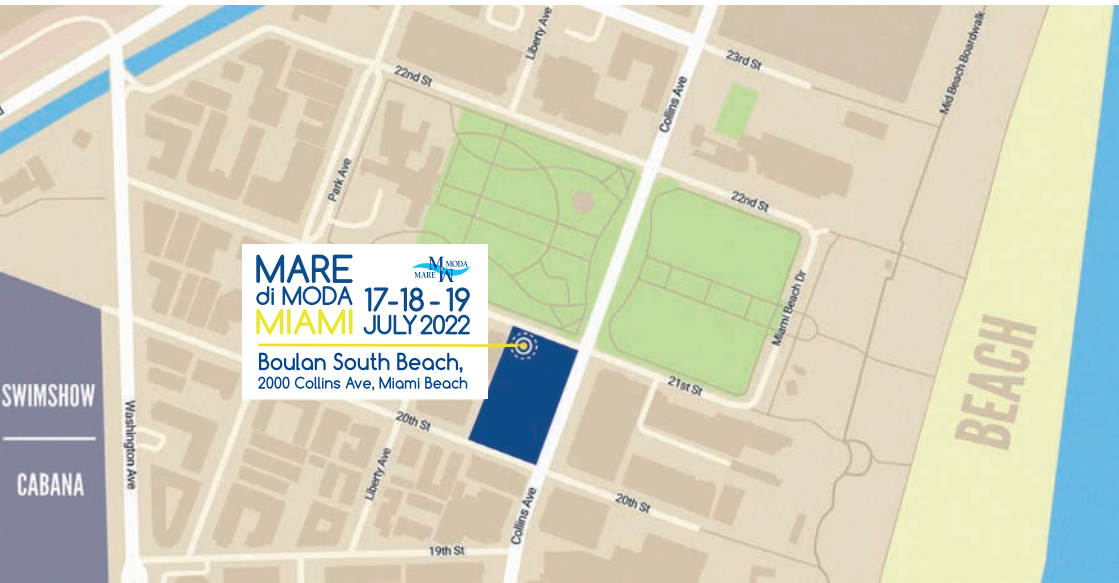 Liberty Ave
22nd St
23rd St
Collins Ave
Mid Beach Boardwalk
Park Ave
22nd St
MARE
di MODA
MIAMI
M MODA
MARE M
17-18-19
JULY 2022
Boulan South Beach,
2000 Collins Ave, Miami Beach
Miami Beach Dr
21st St
BEACH
SWIMSHOW
CABANA
Washington Ave
20th St
Liberty Ave
Collins Ave
20th St
19th St